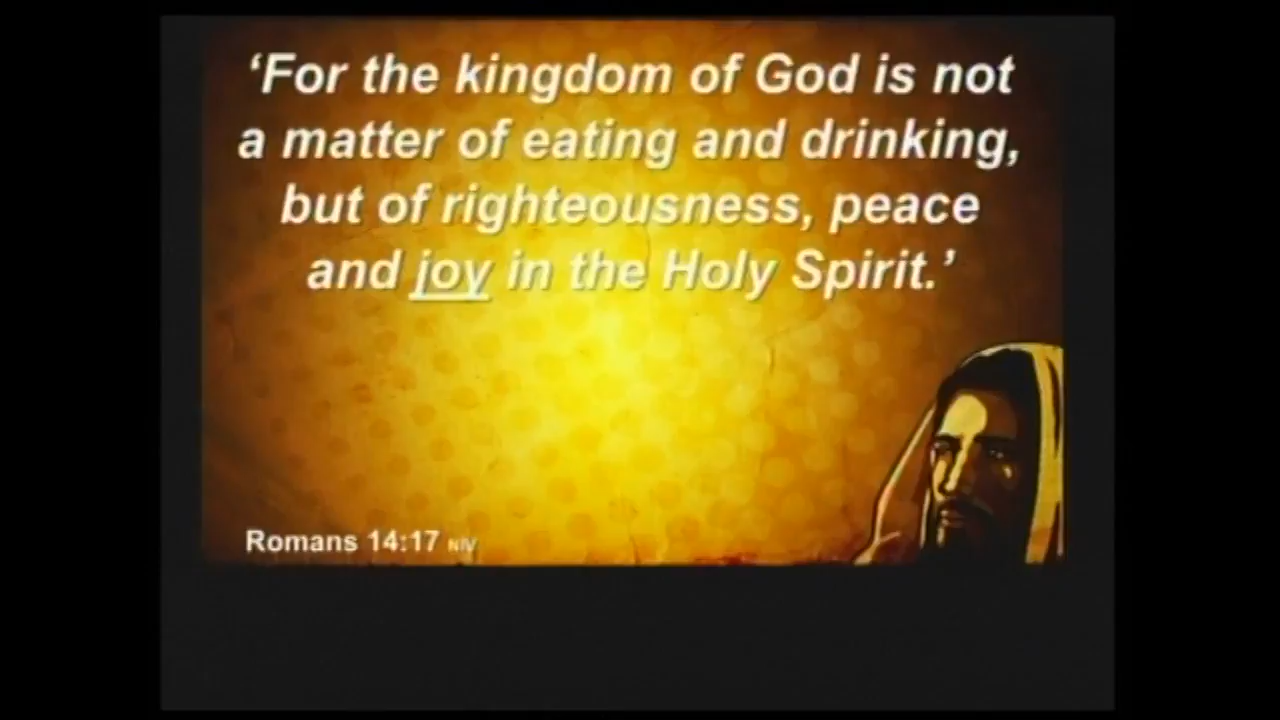 ‘For the kingdom of God is not
a matter of eating and drinking,
but of righteousness, peace
and joy in the Holy Spirit.’
Romans 14:17 NIV